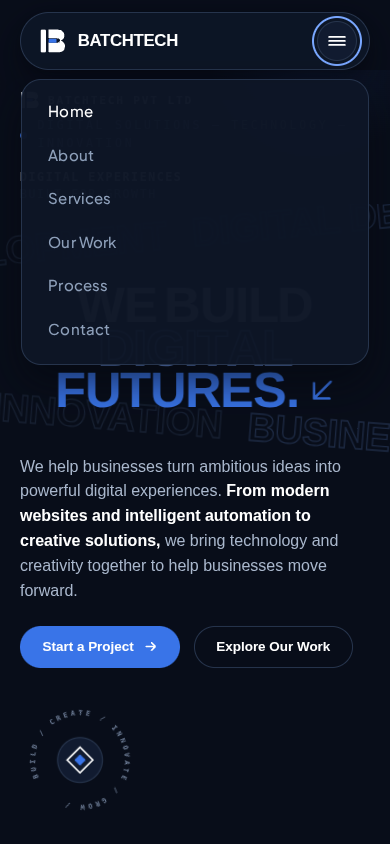 BATCHTECH
Home
About
Services
Our Work
Process
Contact
WE BUILD
DIGITAL
FUTURES.
INNOVATION BUSINE
We help businesses turn ambitious ideas into
powerful digital experiences. From modern
websites and intelligent automation to
creative solutions, we bring technology and
creativity together to help businesses move
forward.
Start a Project
Explore Our Work
BUILD / CREATE / INNOVATE / GROW /